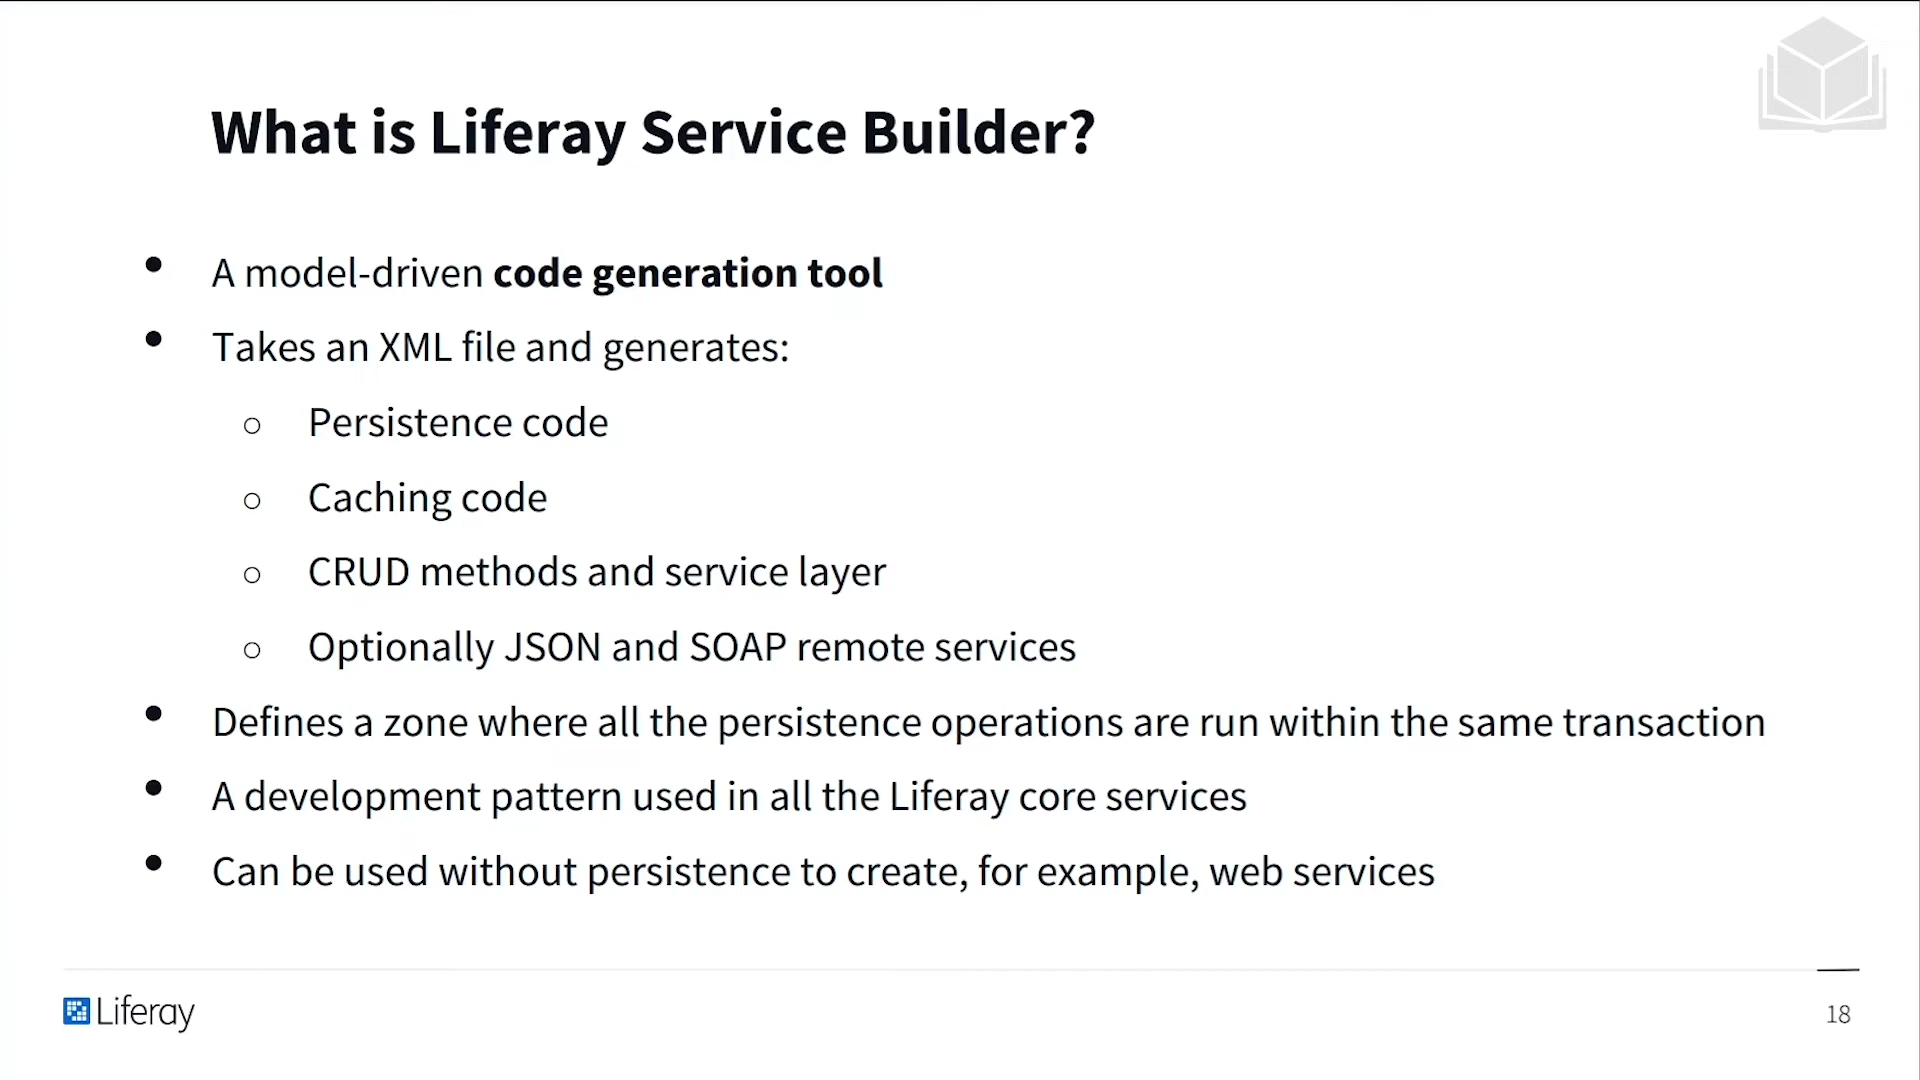 What is Liferay Service Builder?
• A model-driven code generation tool
• Takes an XML file and generates:
○ Persistence code
○ Caching code
○ CRUD methods and service layer
○ Optionally JSON and SOAP remote services
• Defines a zone where all the persistence operations are run within the same transaction
• A development pattern used in all the Liferay core services
• Can be used without persistence to create, for example, web services
Liferay
18